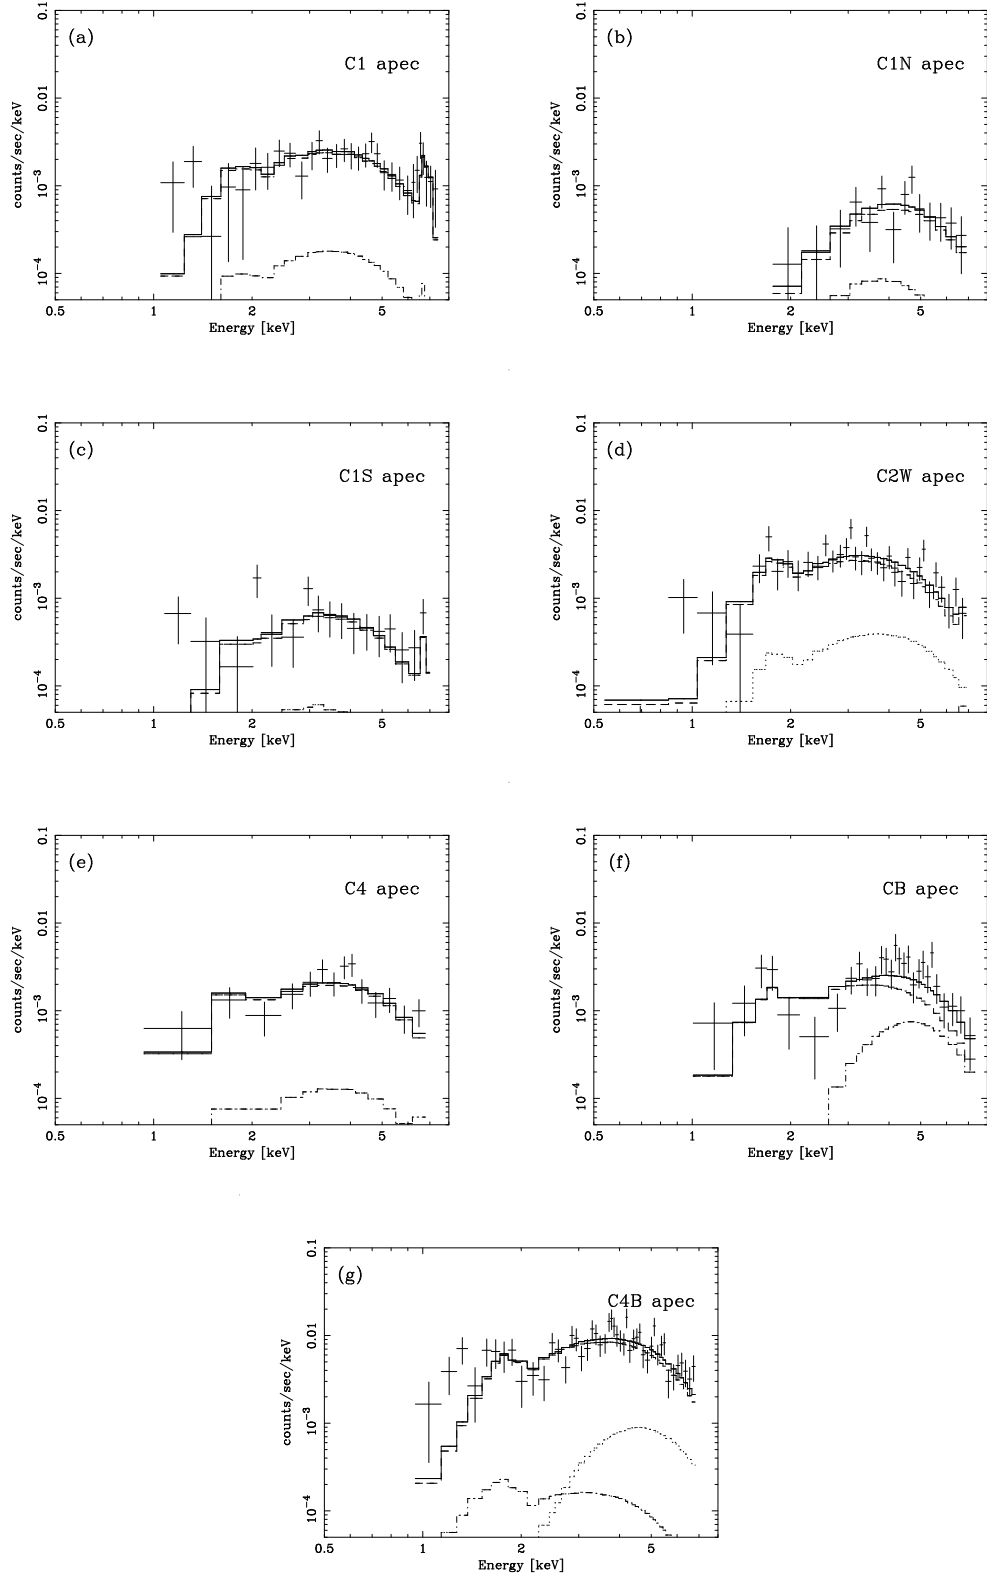 (a)
C1 apec
counts/sec/keV
0.1
0.01
10⁻³
10⁻⁴
0.5 1 2 5
Energy [keV]
(b)
C1N apec
counts/sec/keV
0.1
0.01
10⁻³
10⁻⁴
0.5 1 2 5
Energy [keV]
(c)
C1S apec
counts/sec/keV
0.1
0.01
10⁻³
10⁻⁴
0.5 1 2 5
Energy [keV]
(d)
C2W apec
counts/sec/keV
0.1
0.01
10⁻³
10⁻⁴
0.5 1 2 5
Energy [keV]
(e)
C4 apec
counts/sec/keV
0.1
0.01
10⁻³
10⁻⁴
0.5 1 2 5
Energy [keV]
(f)
CB apec
counts/sec/keV
0.1
0.01
10⁻³
10⁻⁴
0.5 1 2 5
Energy [keV]
(g)
C4B apec
counts/sec/keV
0.1
0.01
10⁻³
10⁻⁴
0.5 1 2 5
Energy [keV]